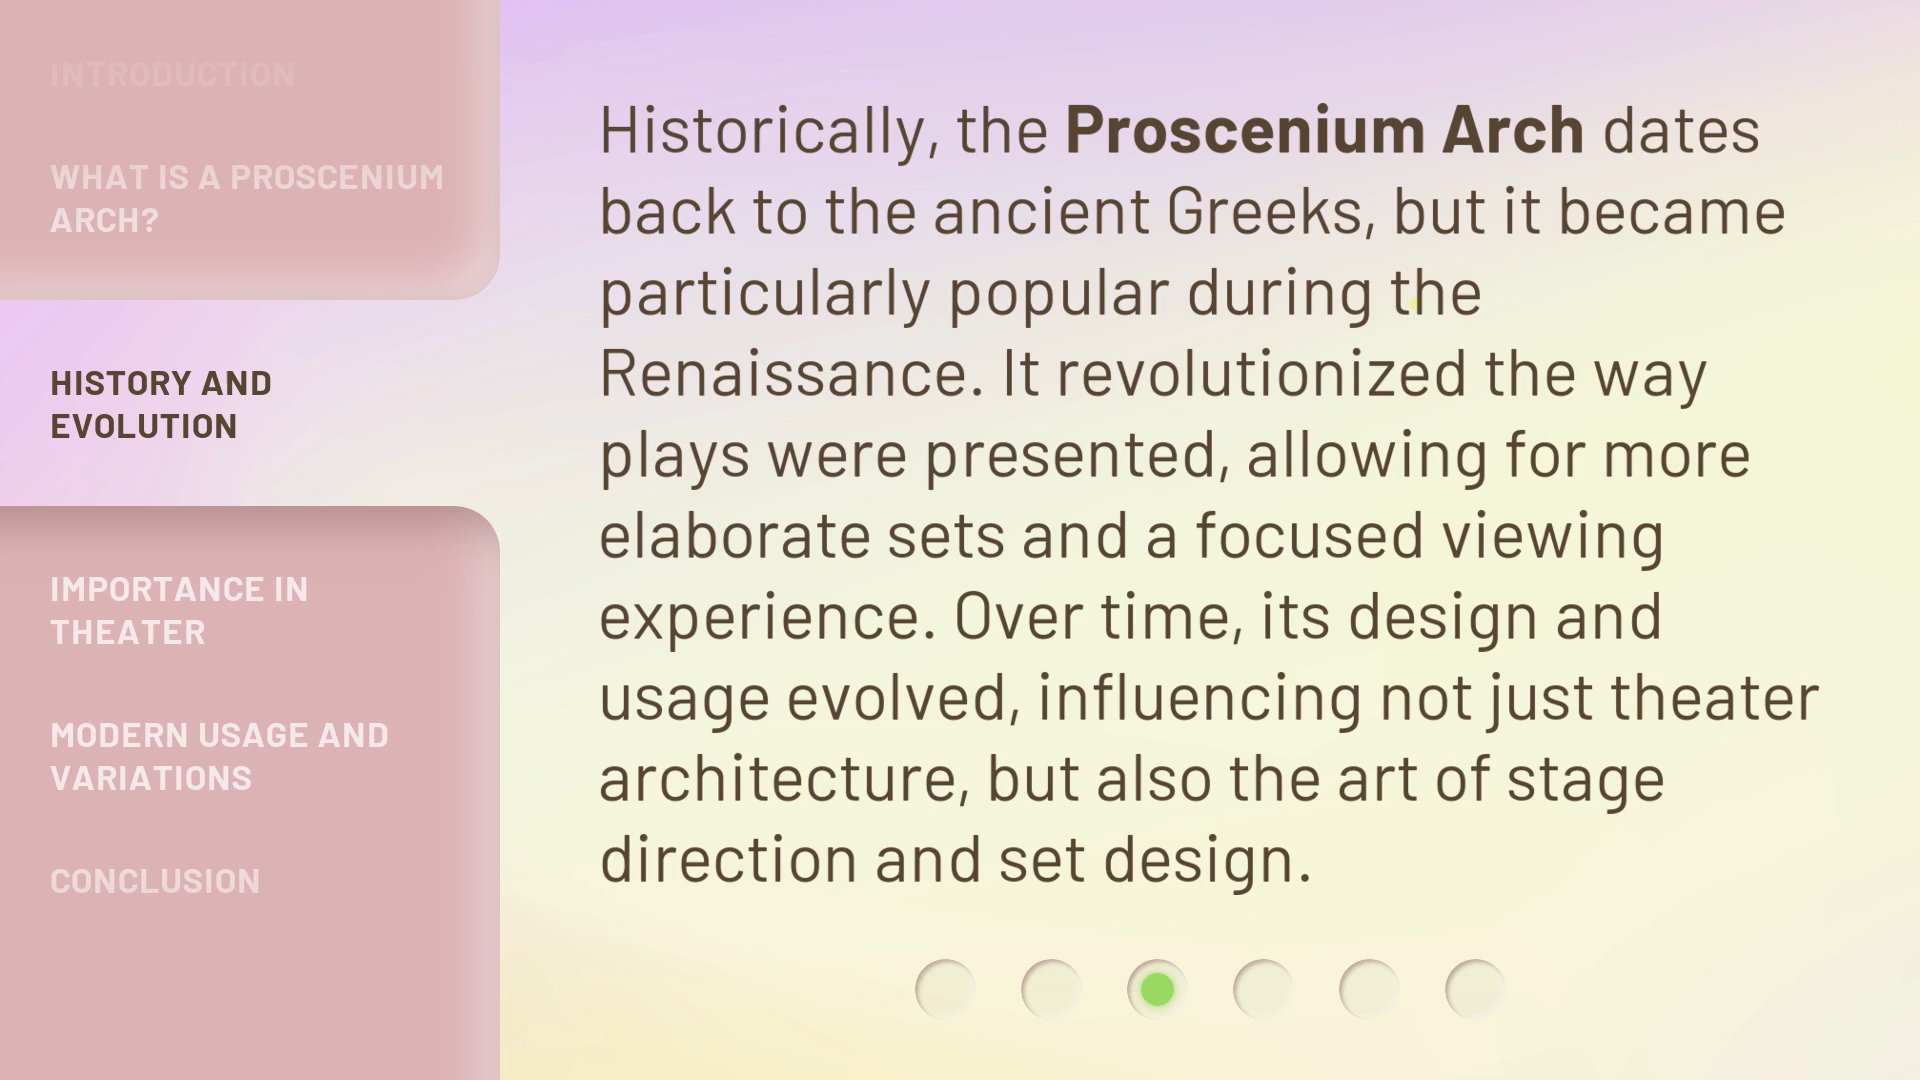 INTRODUCTION
WHAT IS A PROSCENIUM
ARCH?
HISTORY AND
EVOLUTION
IMPORTANCE IN
THEATER
MODERN USAGE AND
VARIATIONS
CONCLUSION
Historically, the Proscenium Arch dates
back to the ancient Greeks, but it became
particularly popular during the
Renaissance. It revolutionized the way
plays were presented, allowing for more
elaborate sets and a focused viewing
experience. Over time, its design and
usage evolved, influencing not just theater
architecture, but also the art of stage
direction and set design.